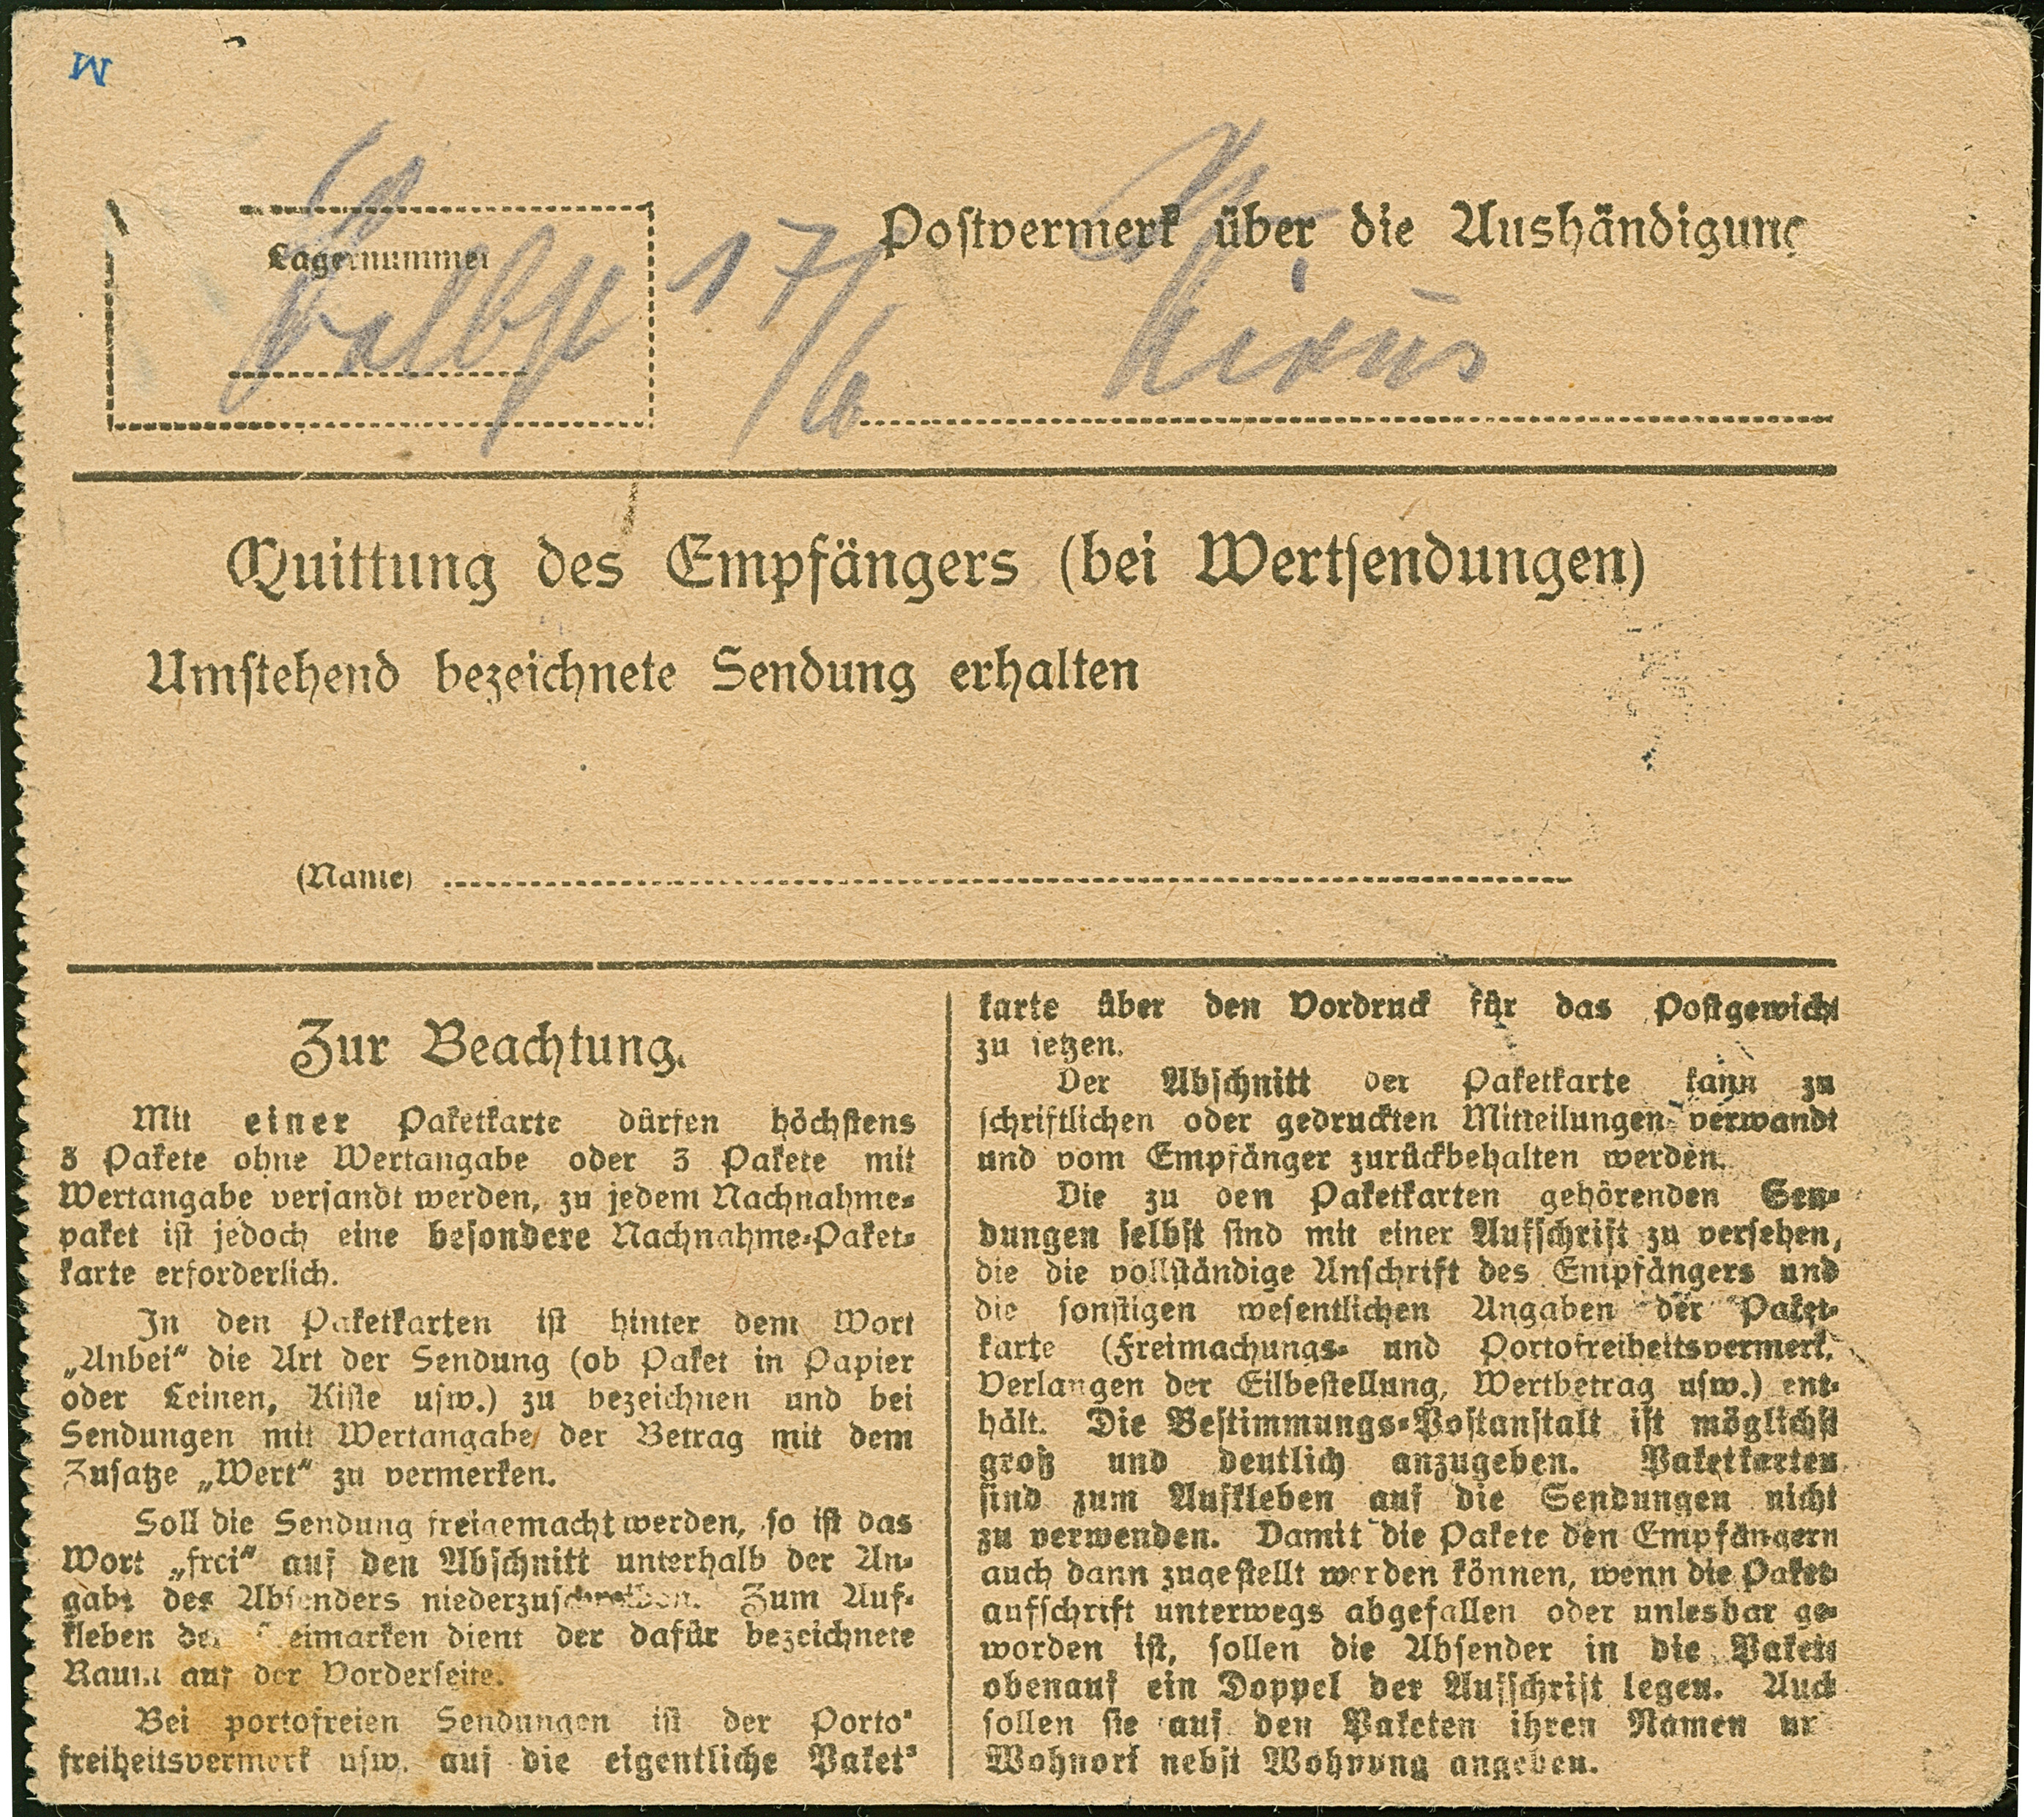 M
Lagernummer
17/6
Postvermerk über die Aushändigung
Quittung des Empfängers (bei Wertsendungen)
Umstehend bezeichnete Sendung erhalten
(Name)
Zur Beachtung.
Mit einer Paketkarte dürfen höchstens
3 Pakete ohne Wertangabe oder 3 Pakete mit
Wertangabe versandt werden, zu jedem Nachnahme-
paket ist jedoch eine besondere Nachnahme-Paket-
karte erforderlich.
In den Paketkarten ist hinter dem Wort
„Anbei“ die Art der Sendung (ob Paket in Papier
oder Leinen, Kiste usw.) zu bezeichnen und bei
Sendungen mit Wertangabe der Betrag mit dem
Zusatze „Wert“ zu vermerken.
Soll die Sendung freigemacht werden, so ist das
Wort „frei“ auf den Abschnitt unterhalb der An-
gabe des Absenders niederzuschreiben. Zum Auf-
kleben der Freimarken dient der dafür bezeichnete
Raum auf der Vorderseite.
Bei portofreien Sendungen ist der Porto-
freiheitsvermerk usw. auf die eigentliche Paket-
karte über den Vordruck für das Postgewicht
zu setzen.
Der Abschnitt der Paketkarte kann zu
schriftlichen oder gedruckten Mitteilungen verwandt
und vom Empfänger zurückbehalten werden.
Die zu den Paketkarten gehörenden Sen-
dungen selbst sind mit einer Aufschrift zu versehen,
die die vollständige Anschrift des Empfängers und
die sonstigen wesentlichen Angaben der Paket-
karte (Freimachungs- und Portofreiheitsvermerk,
Verlangen der Eilbestellung, Wertbetrag usw.) ent-
hält. Die Bestimmungs-Postanstalt ist möglichst
groß und deutlich anzugeben. Paketkarten
sind zum Aufkleben auf die Sendungen nicht
zu verwenden. Damit die Pakete den Empfängern
auch dann zugestellt werden können, wenn die Paket-
aufschrift unterwegs abgefallen oder unlesbar ge-
worden ist, sollen die Absender in die Pakete
obenauf ein Doppel der Aufschrift legen. Auch
sollen sie auf den Paketen ihren Namen un
Wohnort nebst Wohnung angeben.